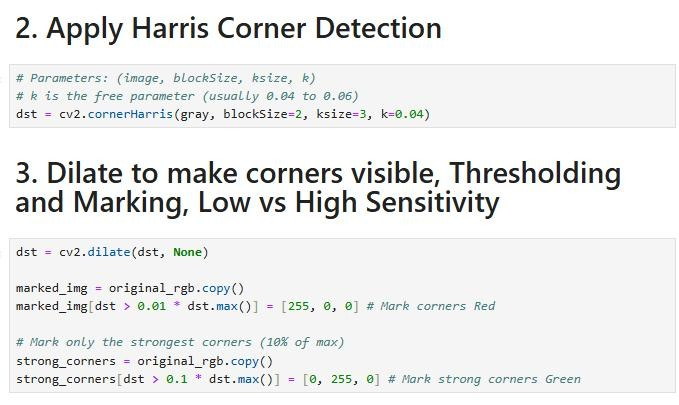 2. Apply Harris Corner Detection
# Parameters: (image, blockSize, ksize, k)
# k is the free parameter (usually 0.04 to 0.06)
dst = cv2.cornerHarris(gray, blockSize=2, ksize=3, k=0.04)
3. Dilate to make corners visible, Thresholding
and Marking, Low vs High Sensitivity
dst = cv2.dilate(dst, None)
marked_img = original_rgb.copy()
marked_img[dst > 0.01 * dst.max()] = [255, 0, 0] # Mark corners Red
# Mark only the strongest corners (10% of max)
strong_corners = original_rgb.copy()
strong_corners[dst > 0.1 * dst.max()] = [0, 255, 0] # Mark strong corners Green